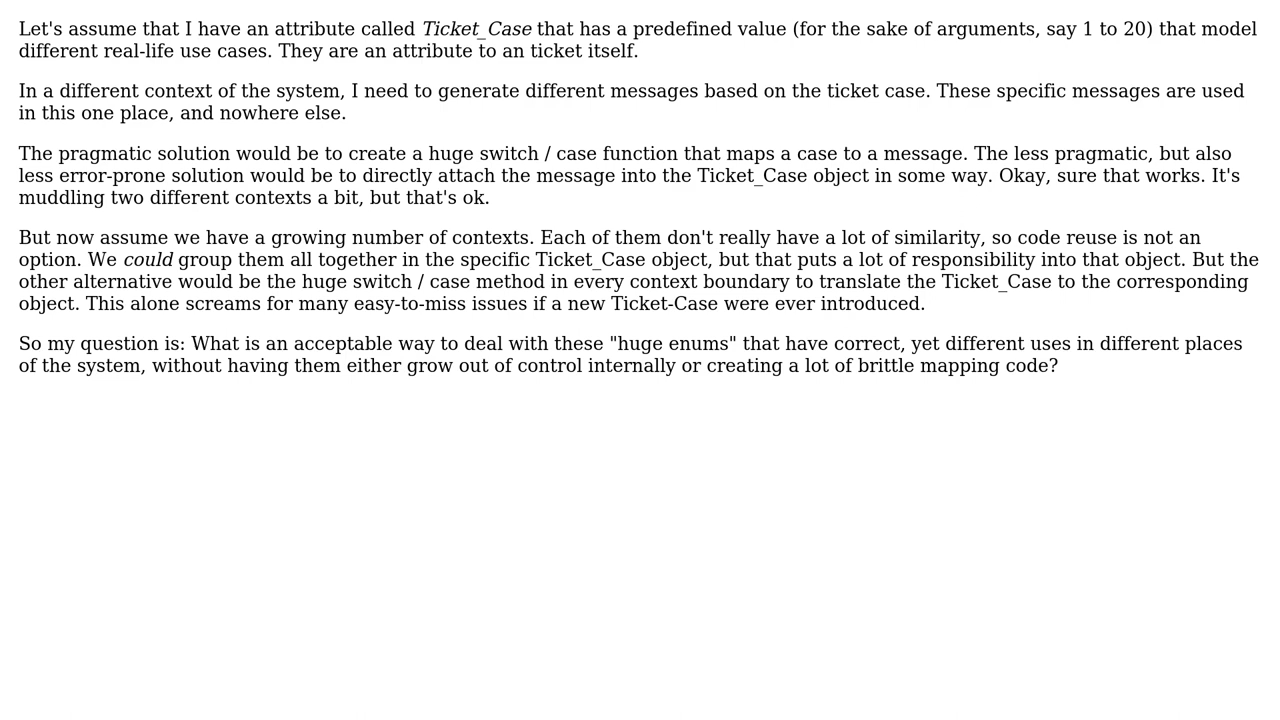 Let's assume that I have an attribute called Ticket_Case that has a predefined value (for the sake of arguments, say 1 to 20) that model
different real-life use cases. They are an attribute to an ticket itself.
In a different context of the system, I need to generate different messages based on the ticket case. These specific messages are used
in this one place, and nowhere else.
The pragmatic solution would be to create a huge switch / case function that maps a case to a message. The less pragmatic, but also
less error-prone solution would be to directly attach the message into the Ticket_Case object in some way. Okay, sure that works. It's
muddling two different contexts a bit, but that's ok.
But now assume we have a growing number of contexts. Each of them don't really have a lot of similarity, so code reuse is not an
option. We could group them all together in the specific Ticket_Case object, but that puts a lot of responsibility into that object. But the
other alternative would be the huge switch / case method in every context boundary to translate the Ticket_Case to the corresponding
object. This alone screams for many easy-to-miss issues if a new Ticket-Case were ever introduced.
So my question is: What is an acceptable way to deal with these "huge enums" that have correct, yet different uses in different places
of the system, without having them either grow out of control internally or creating a lot of brittle mapping code?